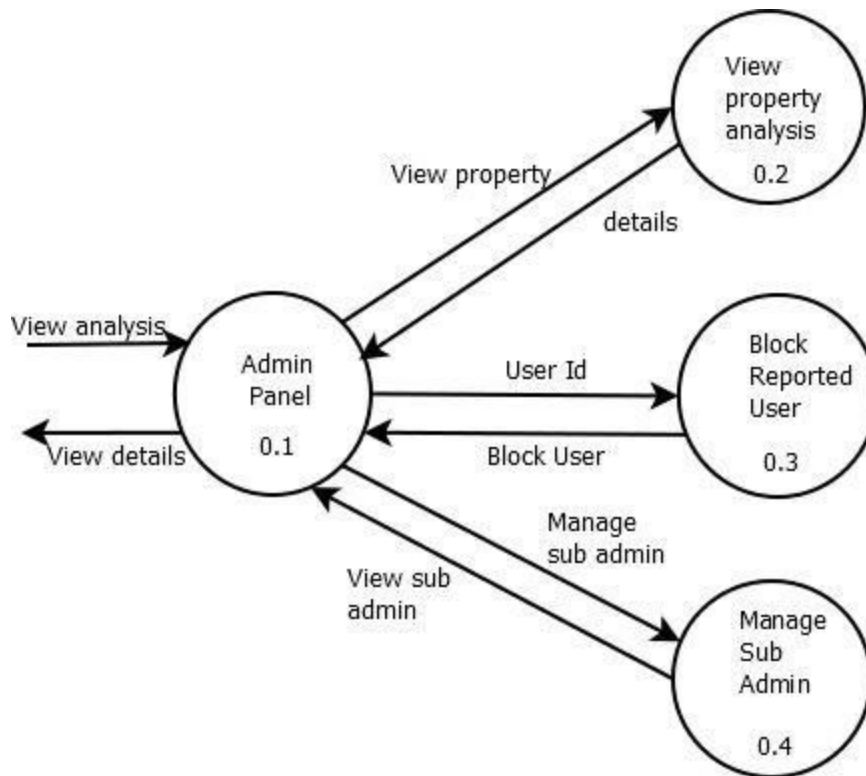 View
property
analysis
0.2
View property
details
View analysis
Admin
Panel
0.1
View details
User Id
Block User
Block
Reported
User
0.3
Manage
sub admin
View sub
admin
Manage
Sub
Admin
0.4